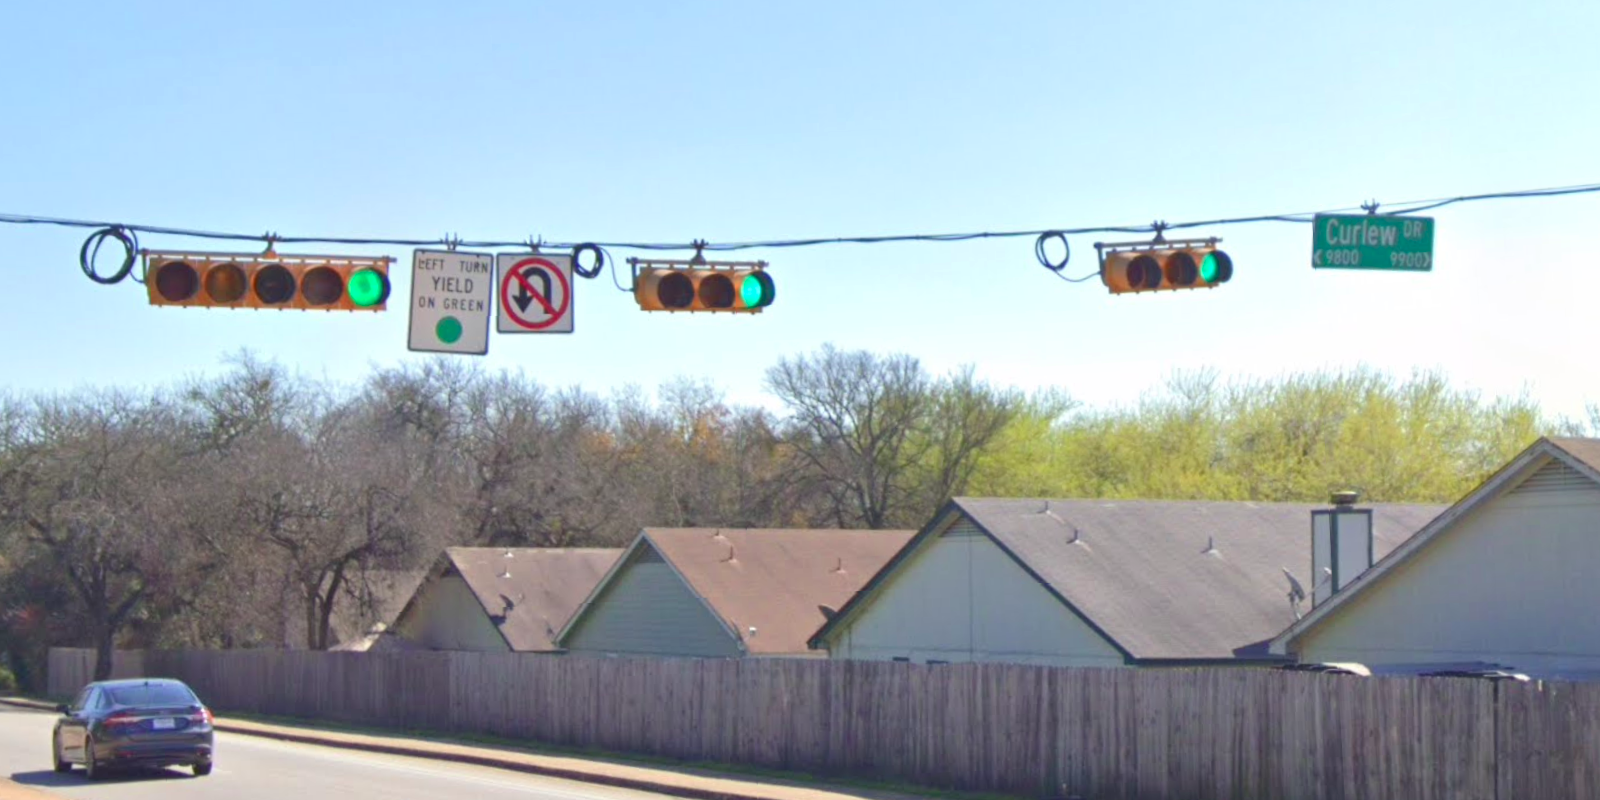 LEFT TURN
YIELD
ON GREEN
Curlew DR
9800 9900